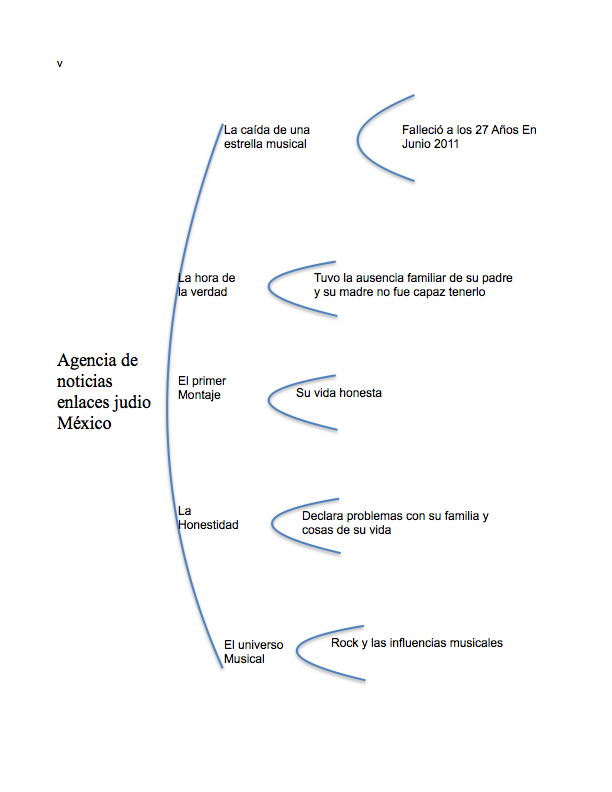 v
La caída de una
estrella musical
Falleció a los 27 Años En
Junio 2011
La hora de
la verdad
Tuvo la ausencia familiar de su padre
y su madre no fue capaz tenerlo
Agencia de
noticias
enlaces judio
México
El primer
Montaje
Su vida honesta
La
Honestidad
Declara problemas con su familia y
cosas de su vida
El universo
Musical
Rock y las influencias musicales